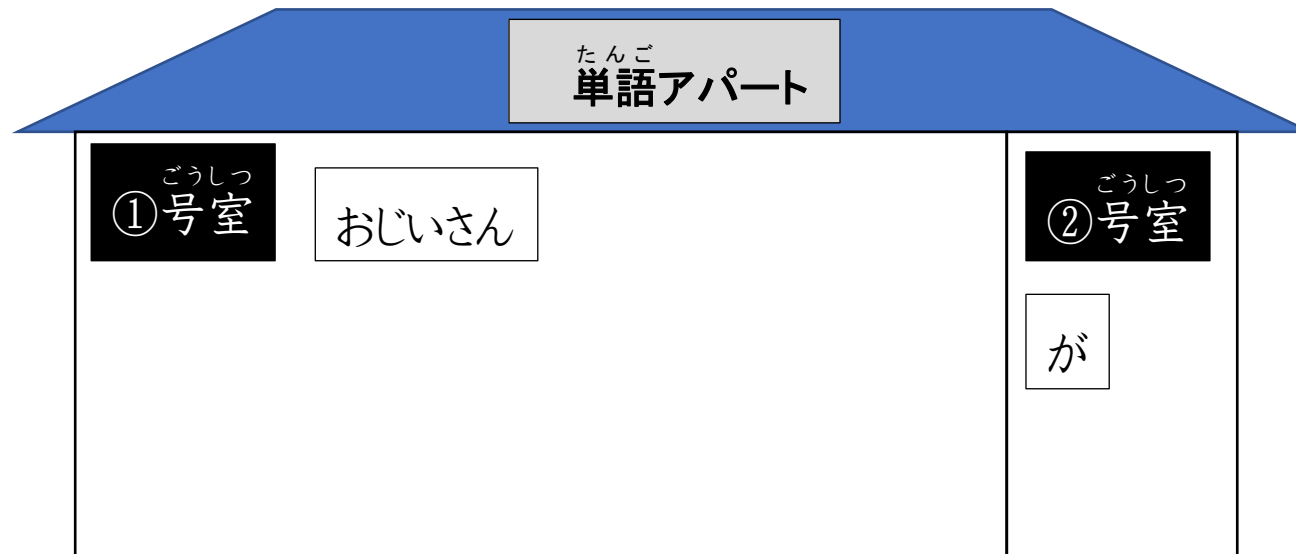 たんご
単語アパート
ごうしつ
①号室
おじいさん
ごうしつ
②号室
が